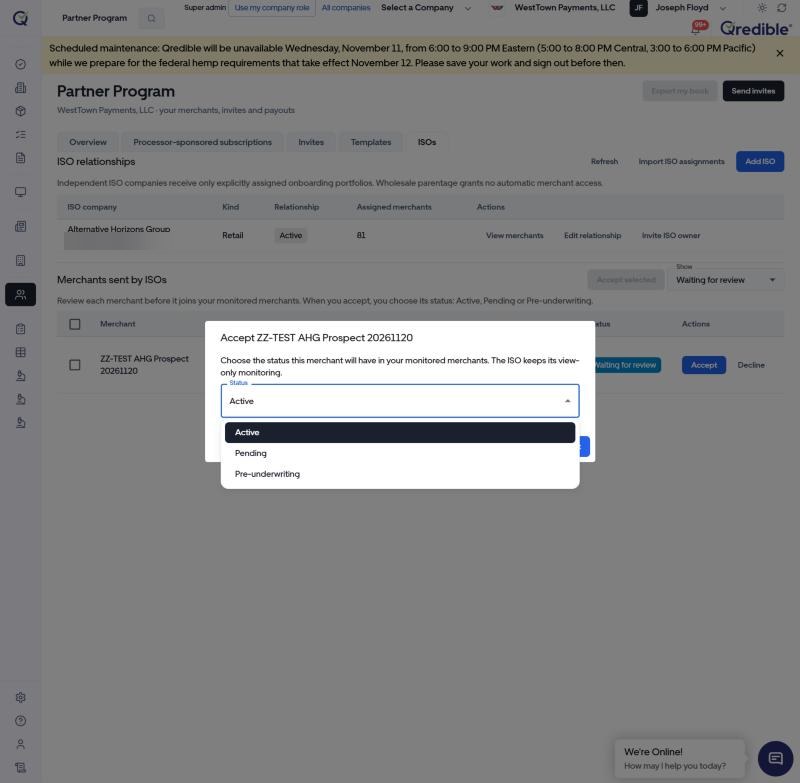 Super admin
Use my company role
All companies
Select a Company
WestTown Payments, LLC
JF
Joseph Floyd
Partner Program
99+
Qredible
Scheduled maintenance: Qredible will be unavailable Wednesday, November 11, from 6:00 to 9:00 PM Eastern (5:00 to 8:00 PM Central, 3:00 to 6:00 PM Pacific)
while we prepare for the federal hemp requirements that take effect November 12. Please save your work and sign out before then.
Partner Program
Export my book
Send invites
WestTown Payments, LLC · your merchants, invites and payouts
Overview
Processor-sponsored subscriptions
Invites
Templates
ISOs
ISO relationships
Refresh
Import ISO assignments
Add ISO
Independent ISO companies receive only explicitly assigned onboarding portfolios. Wholesale parentage grants no automatic merchant access.
ISO company
Kind
Relationship
Assigned merchants
Actions
Alternative Horizons Group
Retail
Active
81
View merchants
Edit relationship
Invite ISO owner
Merchants sent by ISOs
Accept selected
Show
Waiting for review
Review each merchant before it joins your monitored merchants. When you accept, you choose its status: Active, Pending or Pre-underwriting.
Merchant
Actions
ZZ-TEST AHG Prospect
20261120
Waiting for review
Accept
Decline
Accept ZZ-TEST AHG Prospect 20261120
Choose the status this merchant will have in your monitored merchants. The ISO keeps its view-
only monitoring.
Status
Active
Active
Pending
Pre-underwriting
We're Online!
How may I help you today?